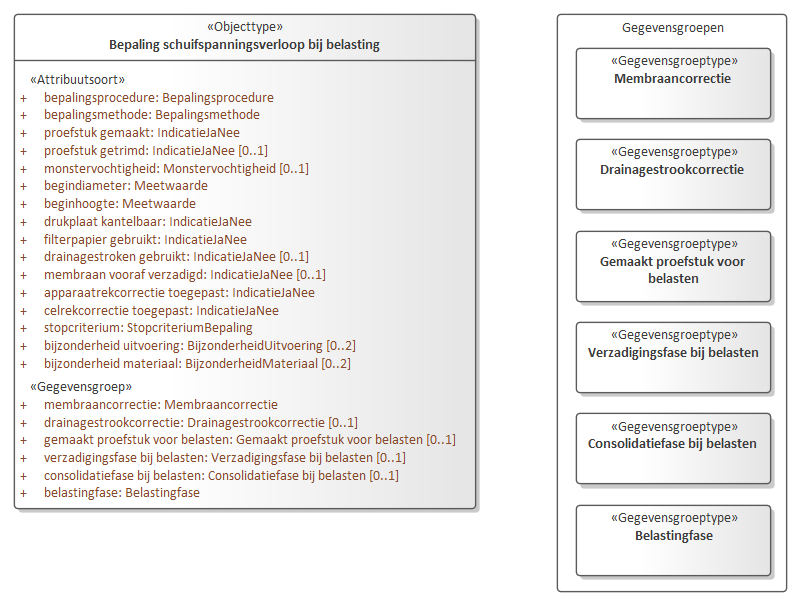 «Objecttype»
Bepaling schuifspanningsverloop bij belasting
«Attribuutsoort»
+ bepalingsprocedure: Bepalingsprocedure
+ bepalingsmethode: Bepalingsmethode
+ proefstuk gemaakt: IndicatieJaNee
+ proefstuk getrimd: IndicatieJaNee [0..1]
+ monstervochtigheid: Monstervochtigheid [0..1]
+ begindiameter: Meetwaarde
+ beginhoogte: Meetwaarde
+ drukplaat kantelbaar: IndicatieJaNee
+ filterpapier gebruikt: IndicatieJaNee
+ drainagestroken gebruikt: IndicatieJaNee [0..1]
+ membraan vooraf verzadigd: IndicatieJaNee [0..1]
+ apparaatrekcorrectie toegepast: IndicatieJaNee
+ celrekcorrectie toegepast: IndicatieJaNee
+ stopcriterium: StopcriteriumBepaling
+ bijzonderheid uitvoering: BijzonderheidUitvoering [0..2]
+ bijzonderheid materiaal: BijzonderheidMateriaal [0..2]
«Gegevensgroep»
+ membraancorrectie: Membraancorrectie
+ drainagestrookcorrectie: Drainagestrookcorrectie [0..1]
+ gemaakt proefstuk voor belasten: Gemaakt proefstuk voor belasten [0..1]
+ verzadigingsfase bij belasten: Verzadigingsfase bij belasten [0..1]
+ consolidatiefase bij belasten: Consolidatiefase bij belasten [0..1]
+ belastingfase: Belastingfase
Gegevensgroepen
«Gegevensgroeptype»
Membraancorrectie
«Gegevensgroeptype»
Drainagestrookcorrectie
«Gegevensgroeptype»
Gemaakt proefstuk voor
belasten
«Gegevensgroeptype»
Verzadigingsfase bij belasten
«Gegevensgroeptype»
Consolidatiefase bij belasten
«Gegevensgroeptype»
Belastingfase